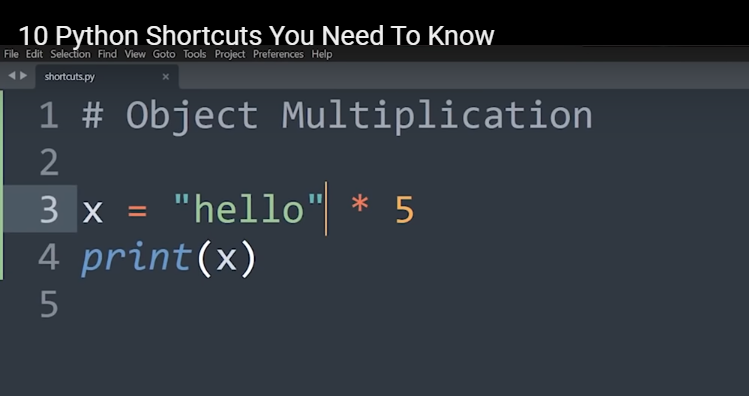 10 Python Shortcuts You Need To Know
File Edit Selection Find View Goto Tools Project Preferences Help
shortcuts.py ×
1 # Object Multiplication
2
3 x = "hello" * 5
4 print(x)
5